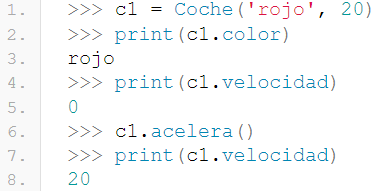 1. >>> c1 = Coche('rojo', 20)
2. >>> print(c1.color)
3. rojo
4. >>> print(c1.velocidad)
5. 0
6. >>> c1.acelera()
7. >>> print(c1.velocidad)
8. 20